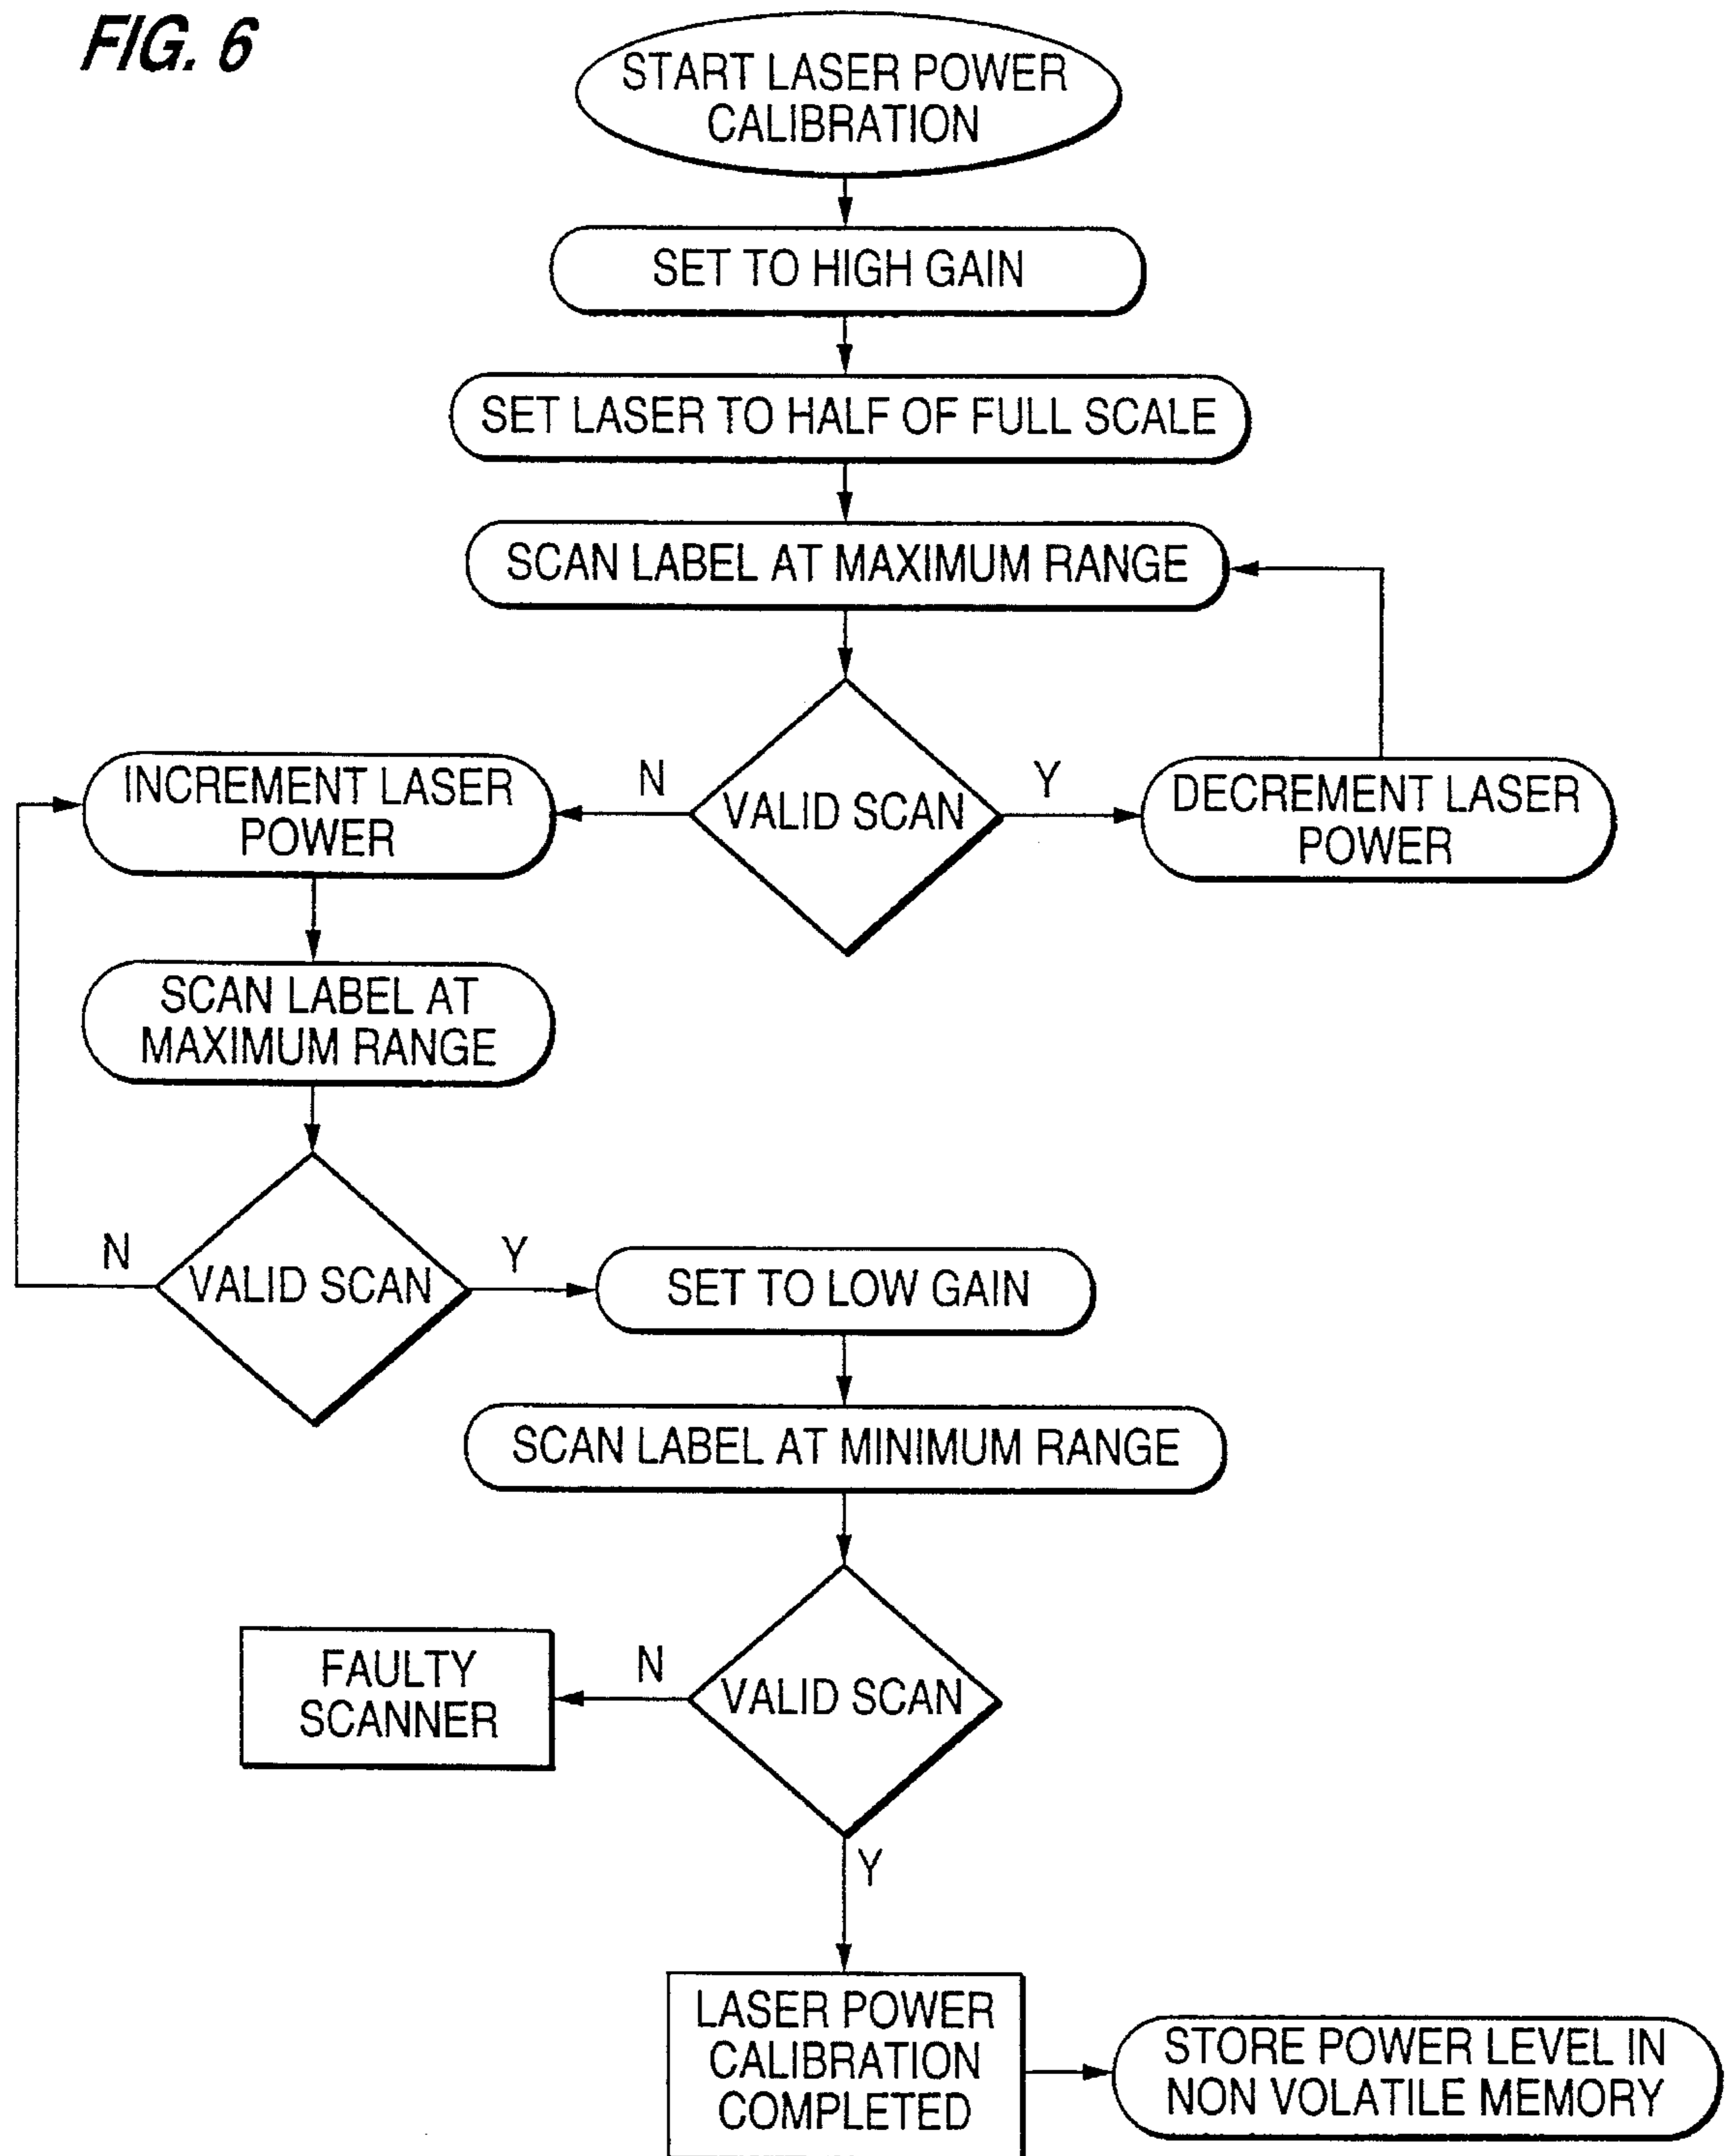 FIG. 6
START LASER POWER
CALIBRATION
SET TO HIGH GAIN
SET LASER TO HALF OF FULL SCALE
SCAN LABEL AT MAXIMUM RANGE
INCREMENT LASER
POWER
N
VALID SCAN
Y
DECREMENT LASER
POWER
SCAN LABEL AT
MAXIMUM RANGE
N
VALID SCAN
Y
SET TO LOW GAIN
SCAN LABEL AT MINIMUM RANGE
FAULTY
SCANNER
N
VALID SCAN
Y
LASER POWER
CALIBRATION
COMPLETED
STORE POWER LEVEL IN
NON VOLATILE MEMORY